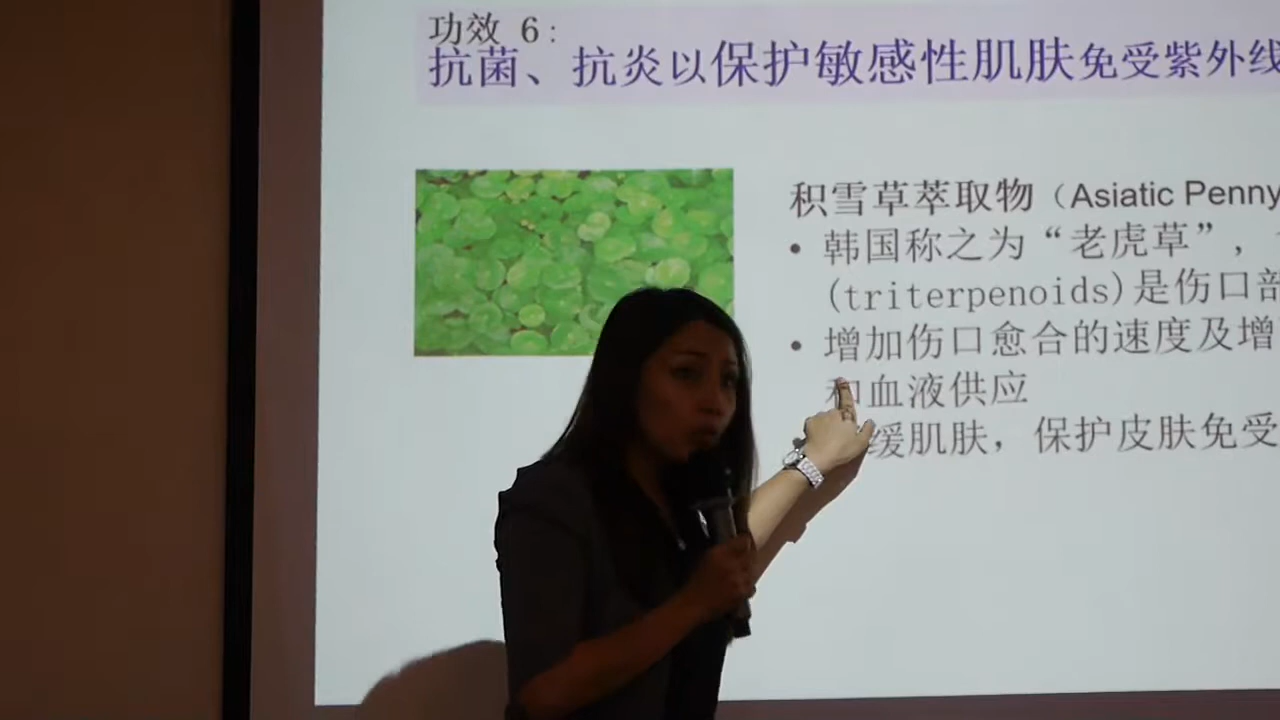 功效 6:
抗菌、抗炎以保护敏感性肌肤免受紫外线
积雪草萃取物（Asiatic Penny
• 韩国称之为“老虎草”,
(triterpenoids)是伤口部
• 增加伤口愈合的速度及增
和血液供应
缓肌肤, 保护皮肤免受